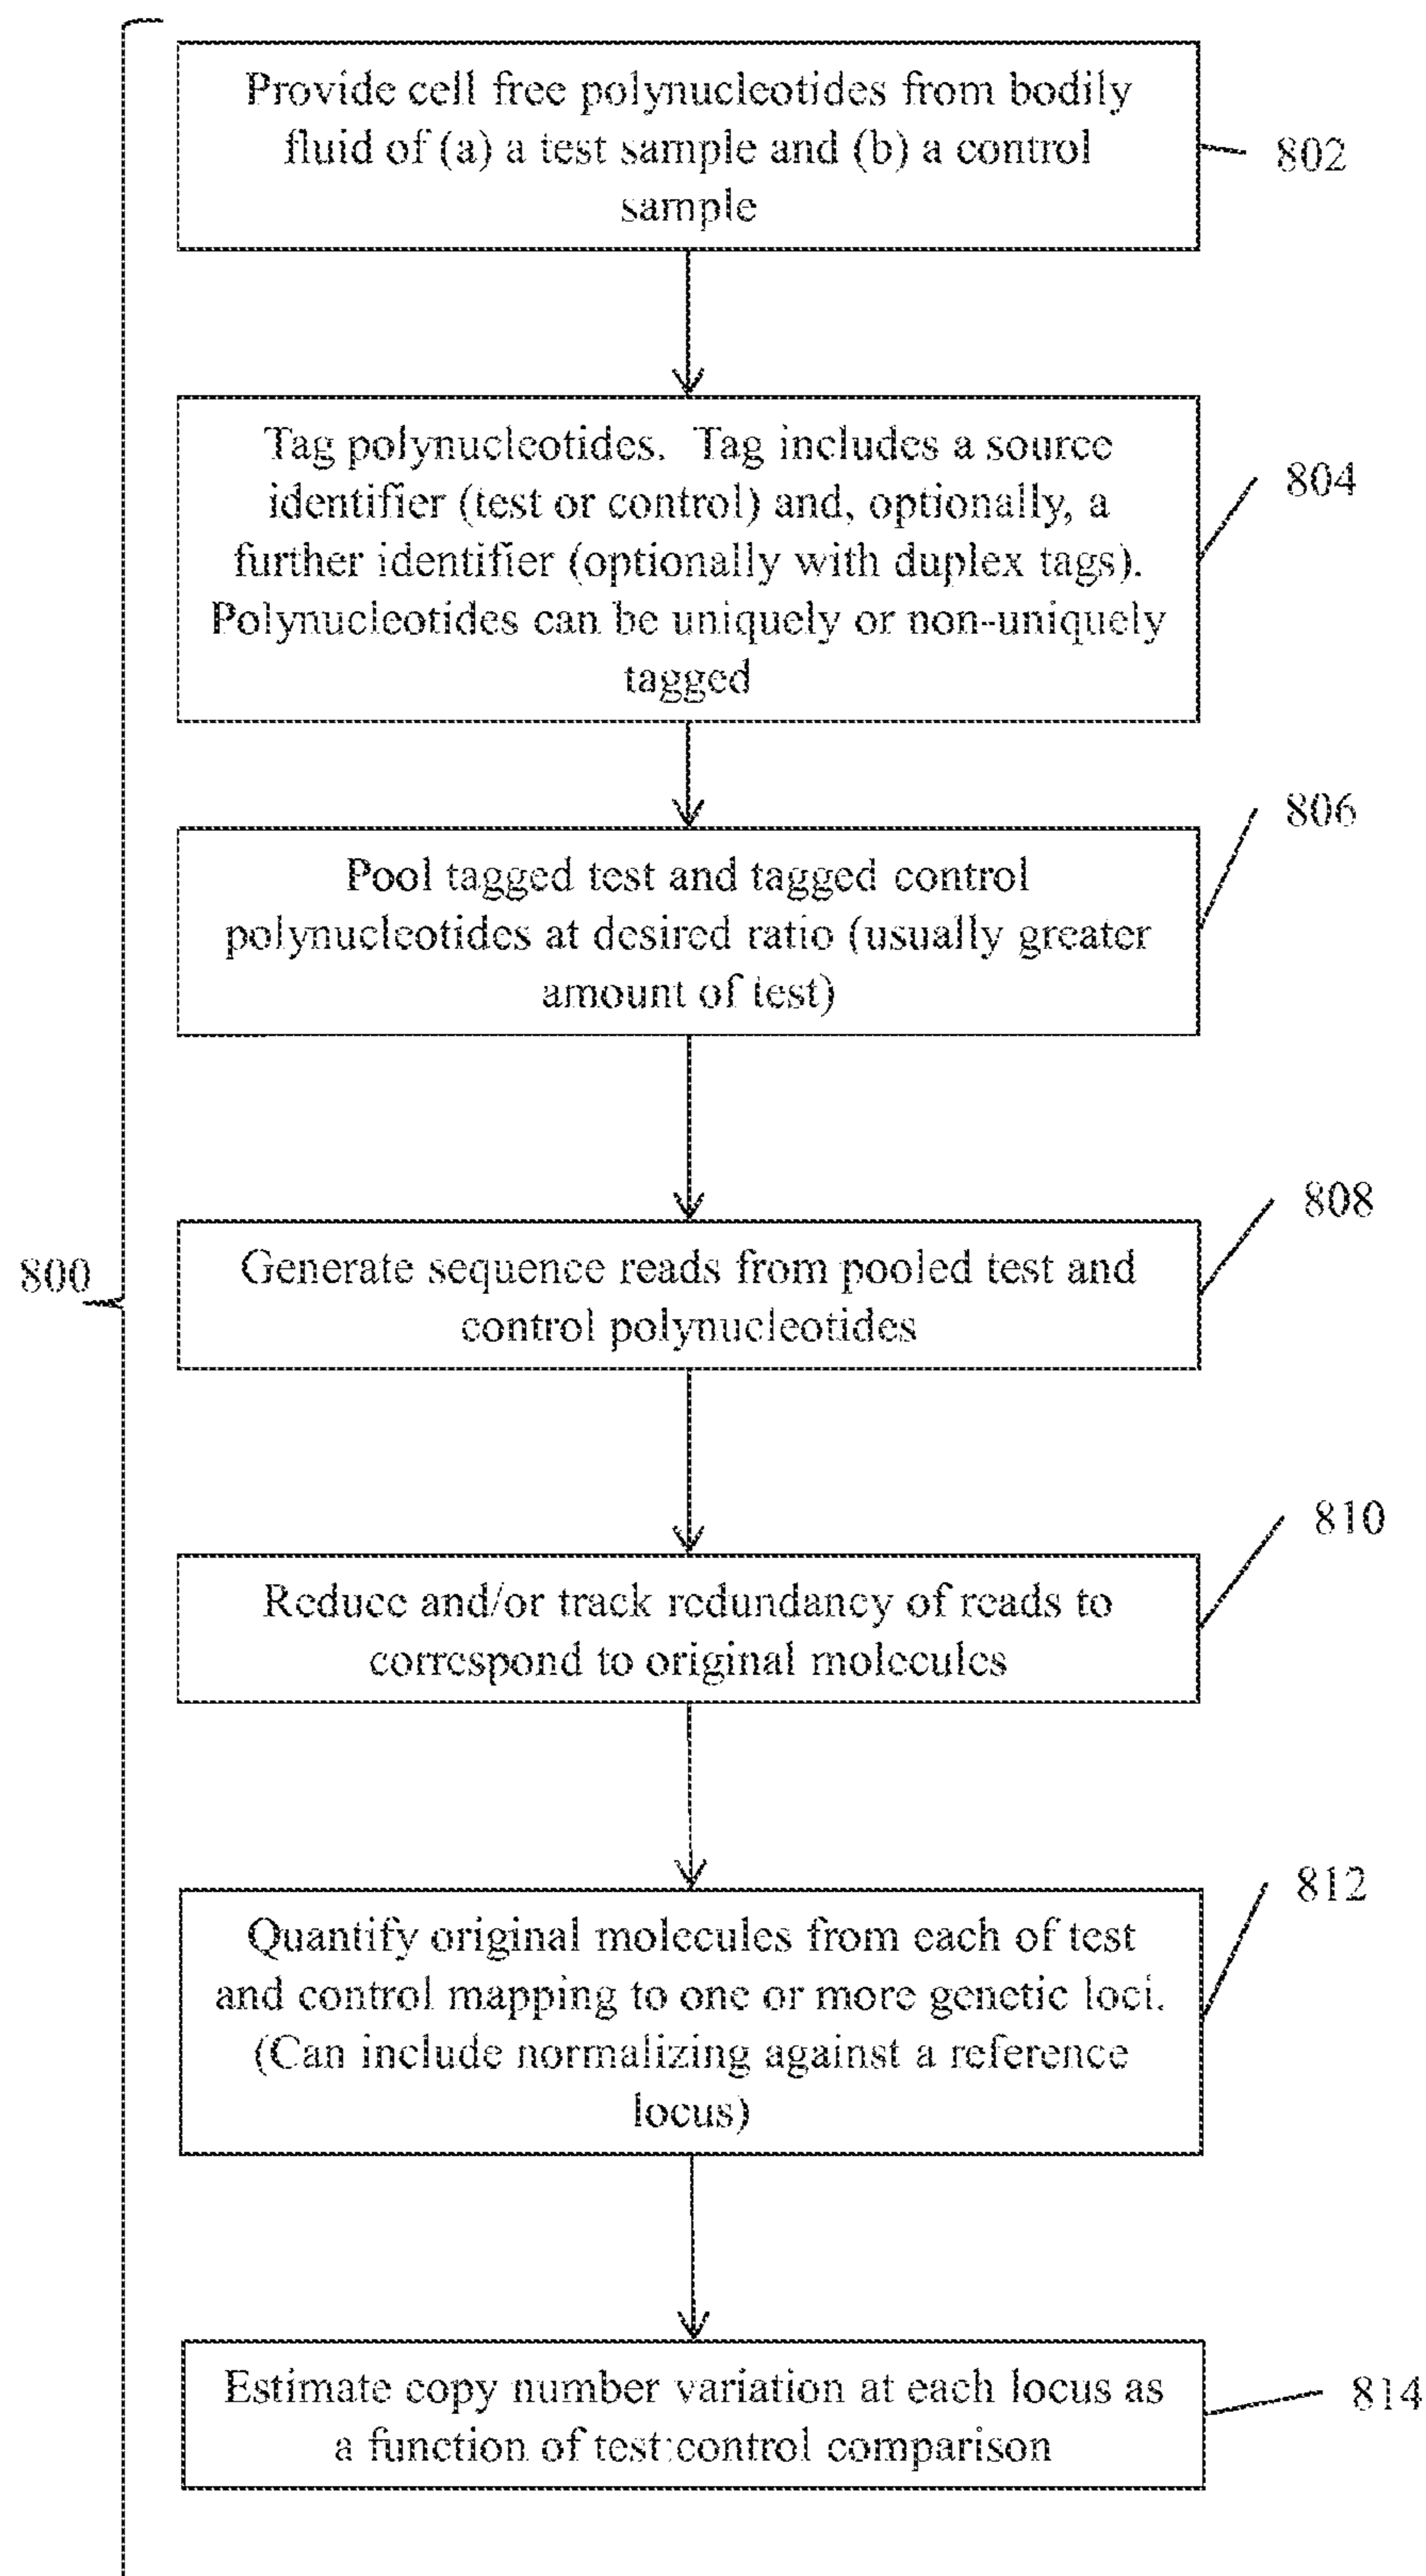 Provide cell free polynucleotides from bodily
fluid of (a) a test sample and (b) a control
sample
802
Tag polynucleotides. Tag includes a source
identifier (test or control) and, optionally, a
further identifier (optionally with duplex tags).
Polynucleotides can be uniquely or non-uniquely
tagged
804
806
Pool tagged test and tagged control
polynucleotides at desired ratio (usually greater
amount of test)
808
800
Generate sequence reads from pooled test and
control polynucleotides
810
Reduce and/or track redundancy of reads to
correspond to original molecules
812
Quantify original molecules from each of test
and control mapping to one or more genetic loci.
(Can include normalizing against a reference
locus)
Estimate copy number variation at each locus as
a function of test:control comparison
814